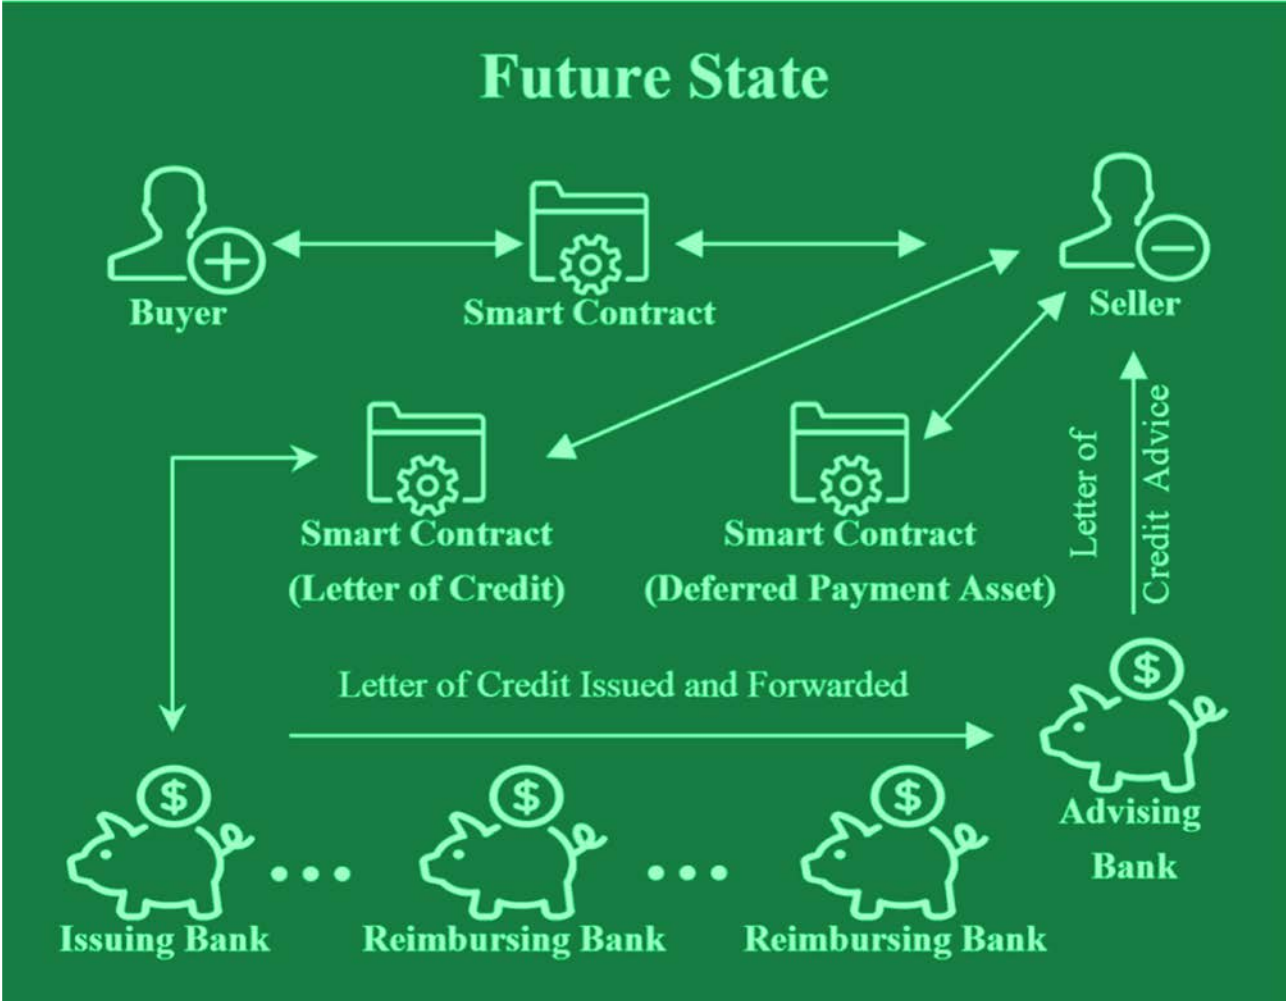 Future State
Buyer
Smart Contract
Seller
Smart Contract
(Letter of Credit)
Smart Contract
(Deferred Payment Asset)
Letter of
Credit Advice
Letter of Credit Issued and Forwarded
$
Advising
Bank
$
$
$
Issuing Bank
Reimbursing Bank
Reimbursing Bank